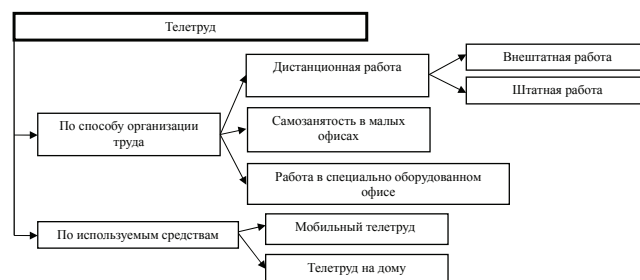 Телетруд
Дистанционная работа
Внештатная работа
Штатная работа
По способу организации
труда
Самозанятость в малых
офисах
Работа в специально оборудованном
офисе
По используемым средствам
Мобильный телетруд
Телетруд на дому